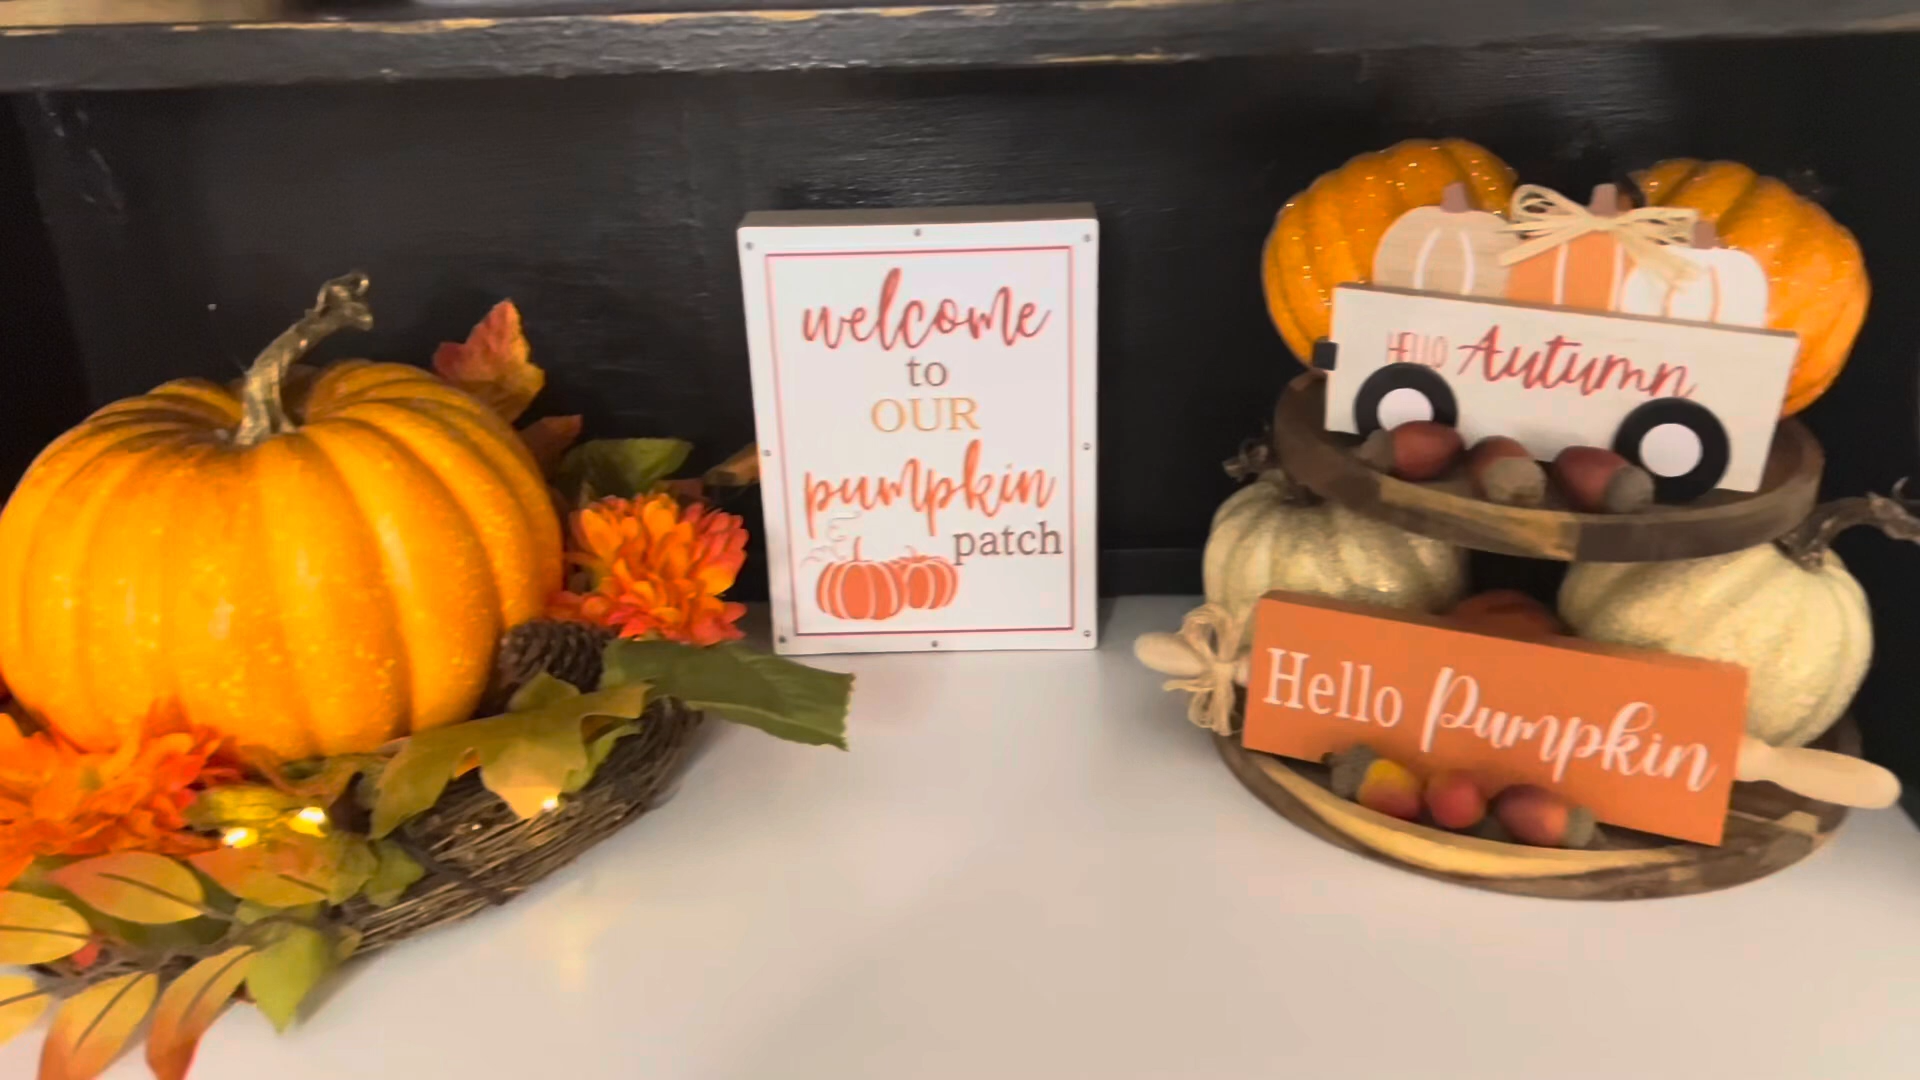 welcome
to
OUR
pumpkin
patch
HELLO Autumn
Hello Pumpkin